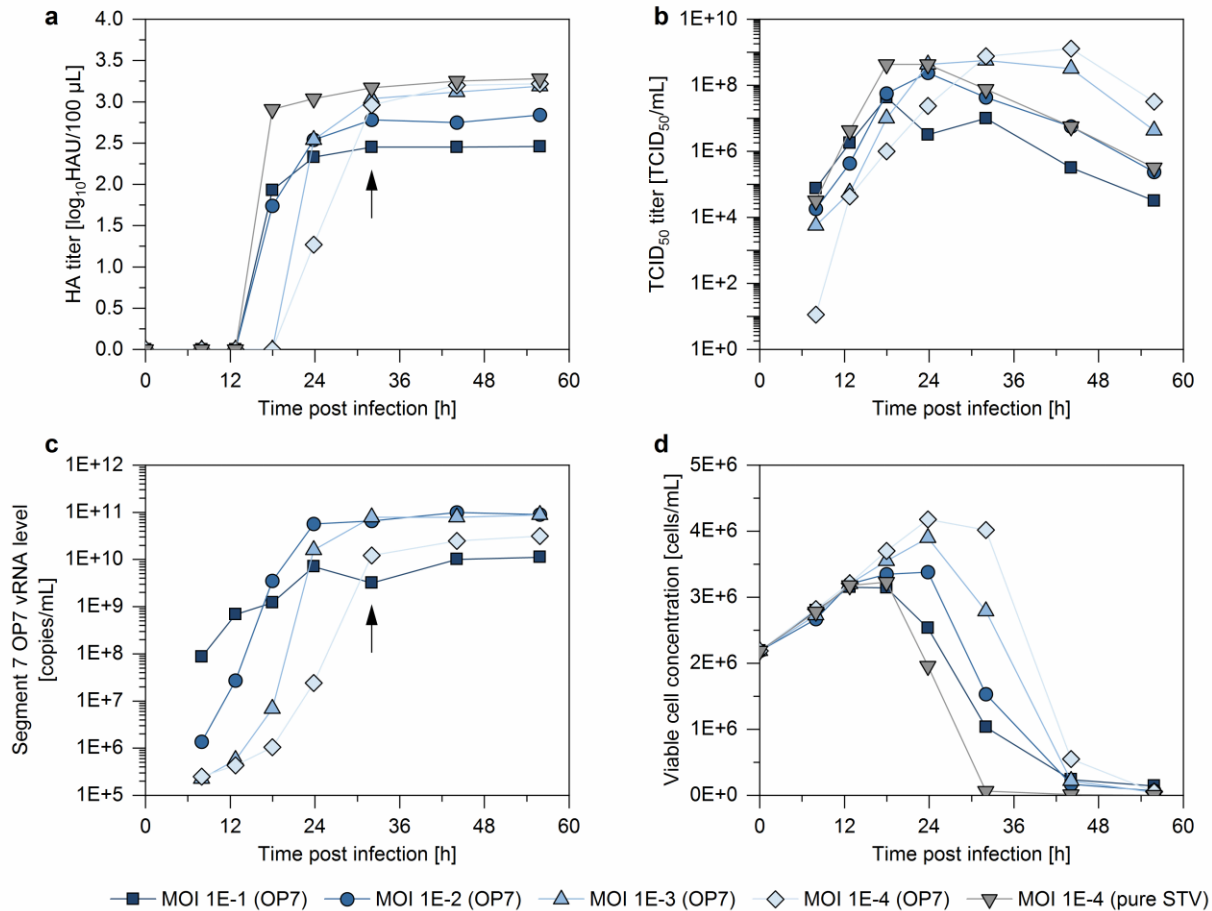 a
HA titer [log10HAU/100 µL]
4.0
3.5
3.0
2.5
2.0
1.5
1.0
0.5
0.0
0 12 24 36 48 60
Time post infection [h]
b
TCID50 titer [TCID50/mL]
1E+10
1E+8
1E+6
1E+4
1E+2
1E+0
0 12 24 36 48 60
Time post infection [h]
c
Segment 7 OP7 vRNA level
[copies/mL]
1E+12
1E+11
1E+10
1E+9
1E+8
1E+7
1E+6
1E+5
0 12 24 36 48 60
Time post infection [h]
d
Viable cell concentration [cells/mL]
5E+6
4E+6
3E+6
2E+6
1E+6
0E+0
0 12 24 36 48 60
Time post infection [h]
MOI 1E-1 (OP7) MOI 1E-2 (OP7) MOI 1E-3 (OP7) MOI 1E-4 (OP7) MOI 1E-4 (pure STV)